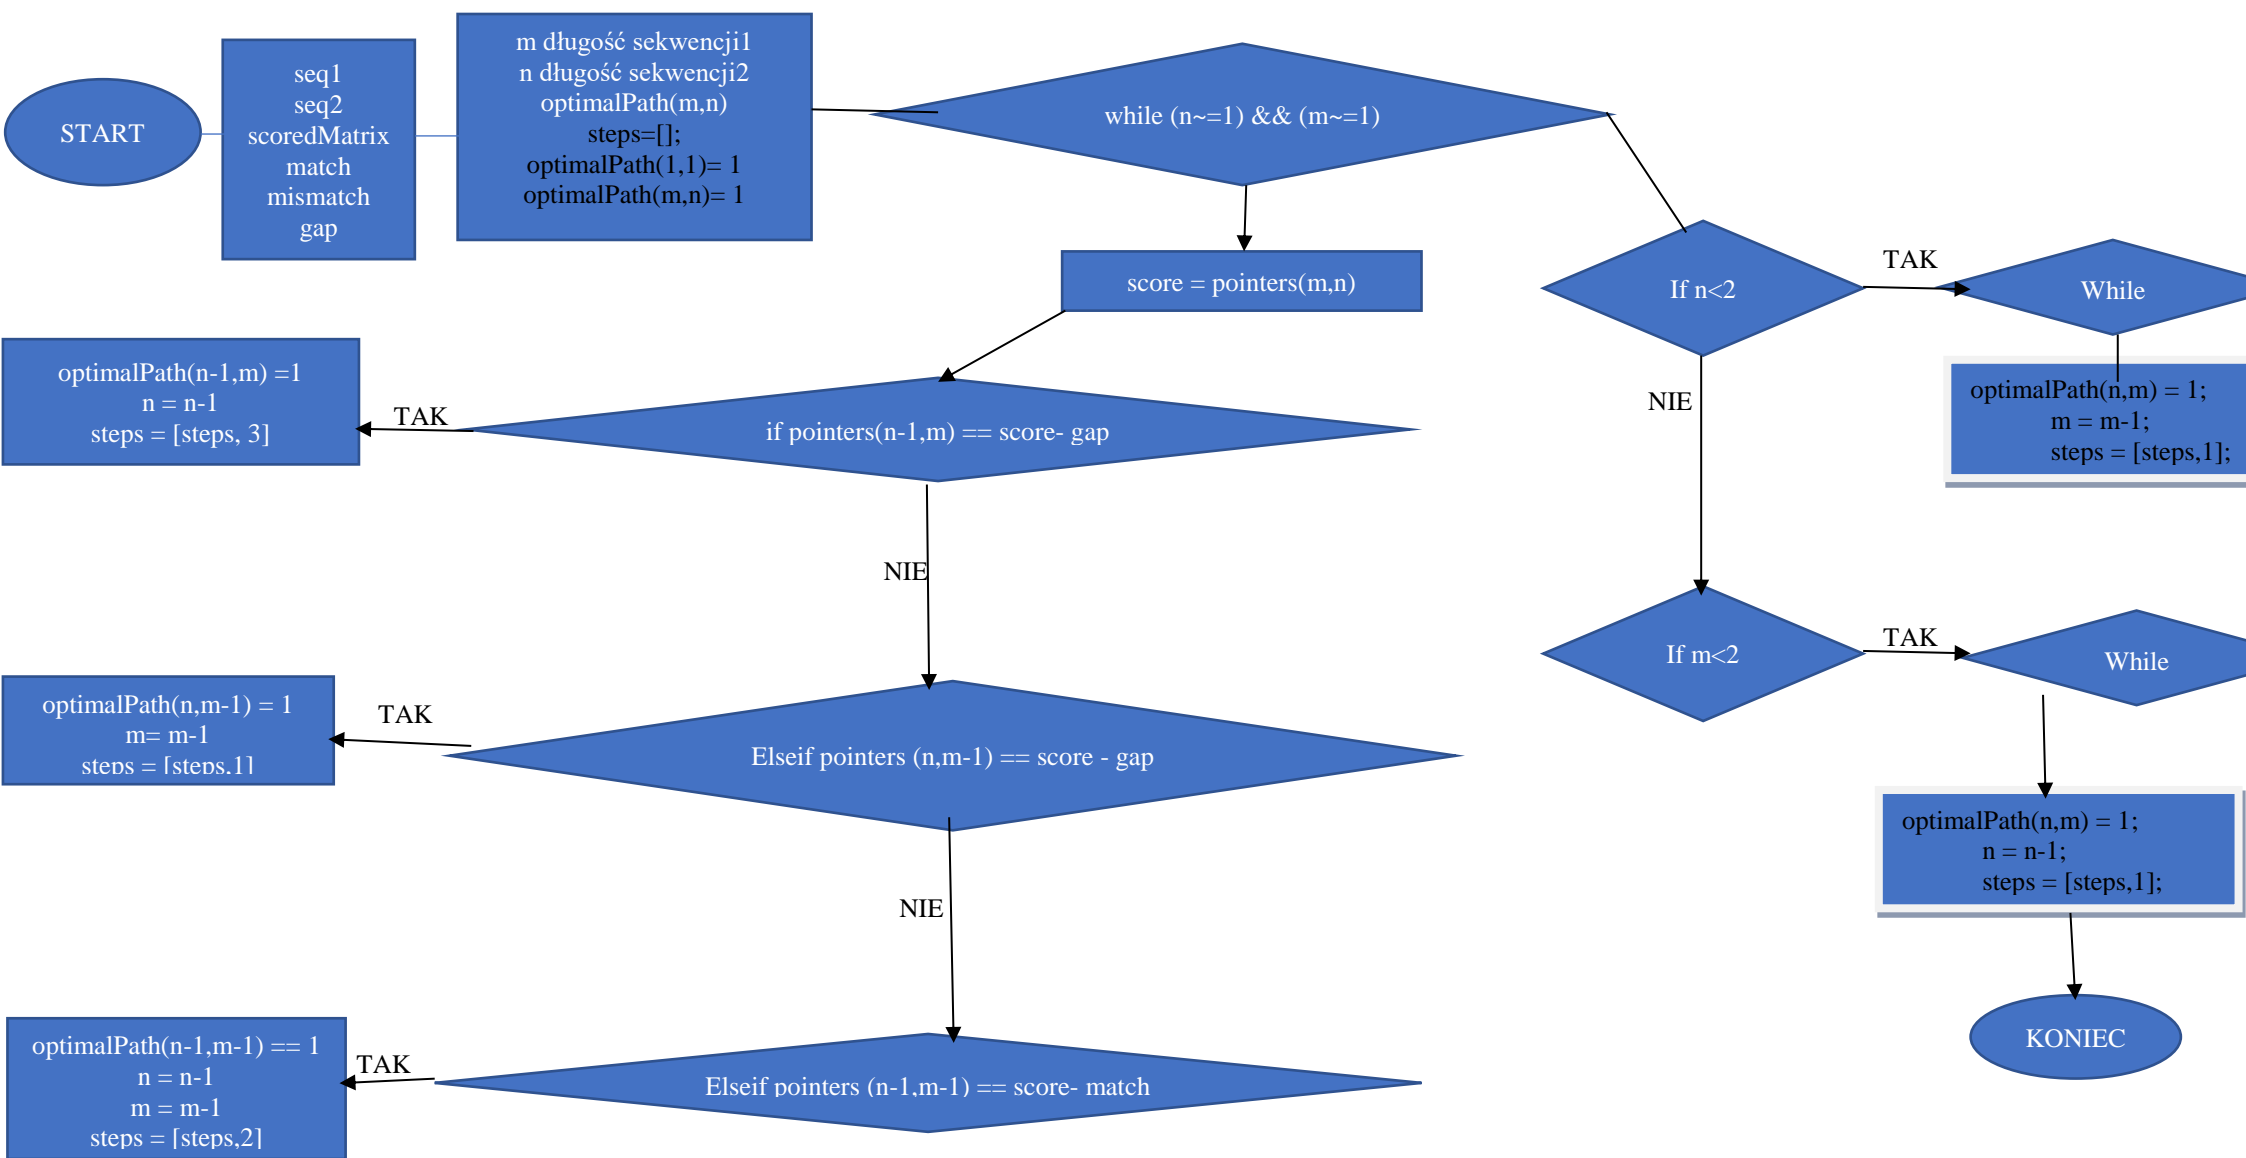 START
seq1
seq2
scoredMatrix
match
mismatch
gap
m długość sekwencji1
n długość sekwencji2
optimalPath(m,n)
steps=[];
optimalPath(1,1)= 1
optimalPath(m,n)= 1
while (n~=1) && (m~=1)
score = pointers(m,n)
if pointers(n-1,m) == score- gap
TAK
optimalPath(n-1,m) =1
n = n-1
steps = [steps, 3]
NIE
Elseif pointers (n,m-1) == score - gap
TAK
optimalPath(n,m-1) = 1
m= m-1
steps = [steps,1]
NIE
Elseif pointers (n-1,m-1) == score- match
TAK
optimalPath(n-1,m-1) == 1
n = n-1
m = m-1
steps = [steps,2]
If n<2
TAK
While
optimalPath(n,m) = 1;
m = m-1;
steps = [steps,1];
NIE
If m<2
TAK
While
optimalPath(n,m) = 1;
n = n-1;
steps = [steps,1];
KONIEC